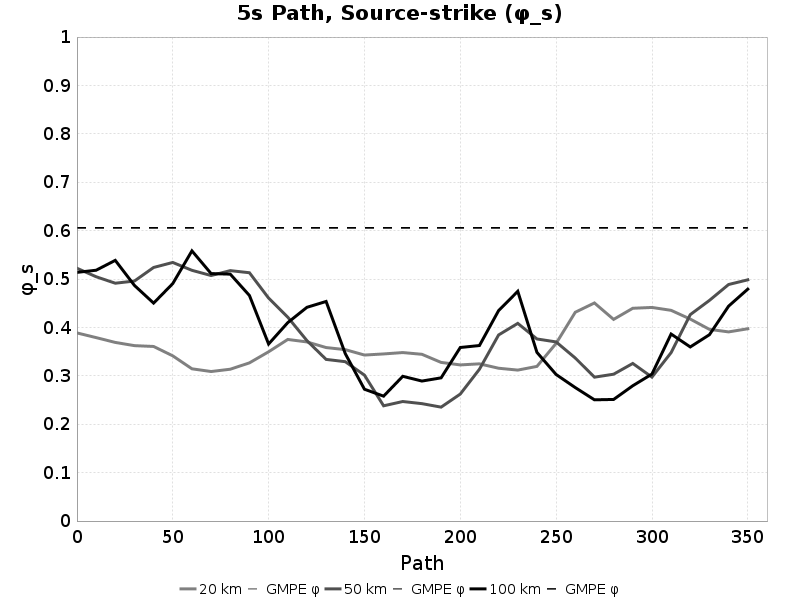 5s Path, Source-strike (φ_s)
1
0.9
0.8
0.7
0.6
0.5
0.4
0.3
0.2
0.1
0
φ_s
0 50 100 150 200 250 300 350
Path
20 km GMPE φ 50 km GMPE φ 100 km GMPE φ